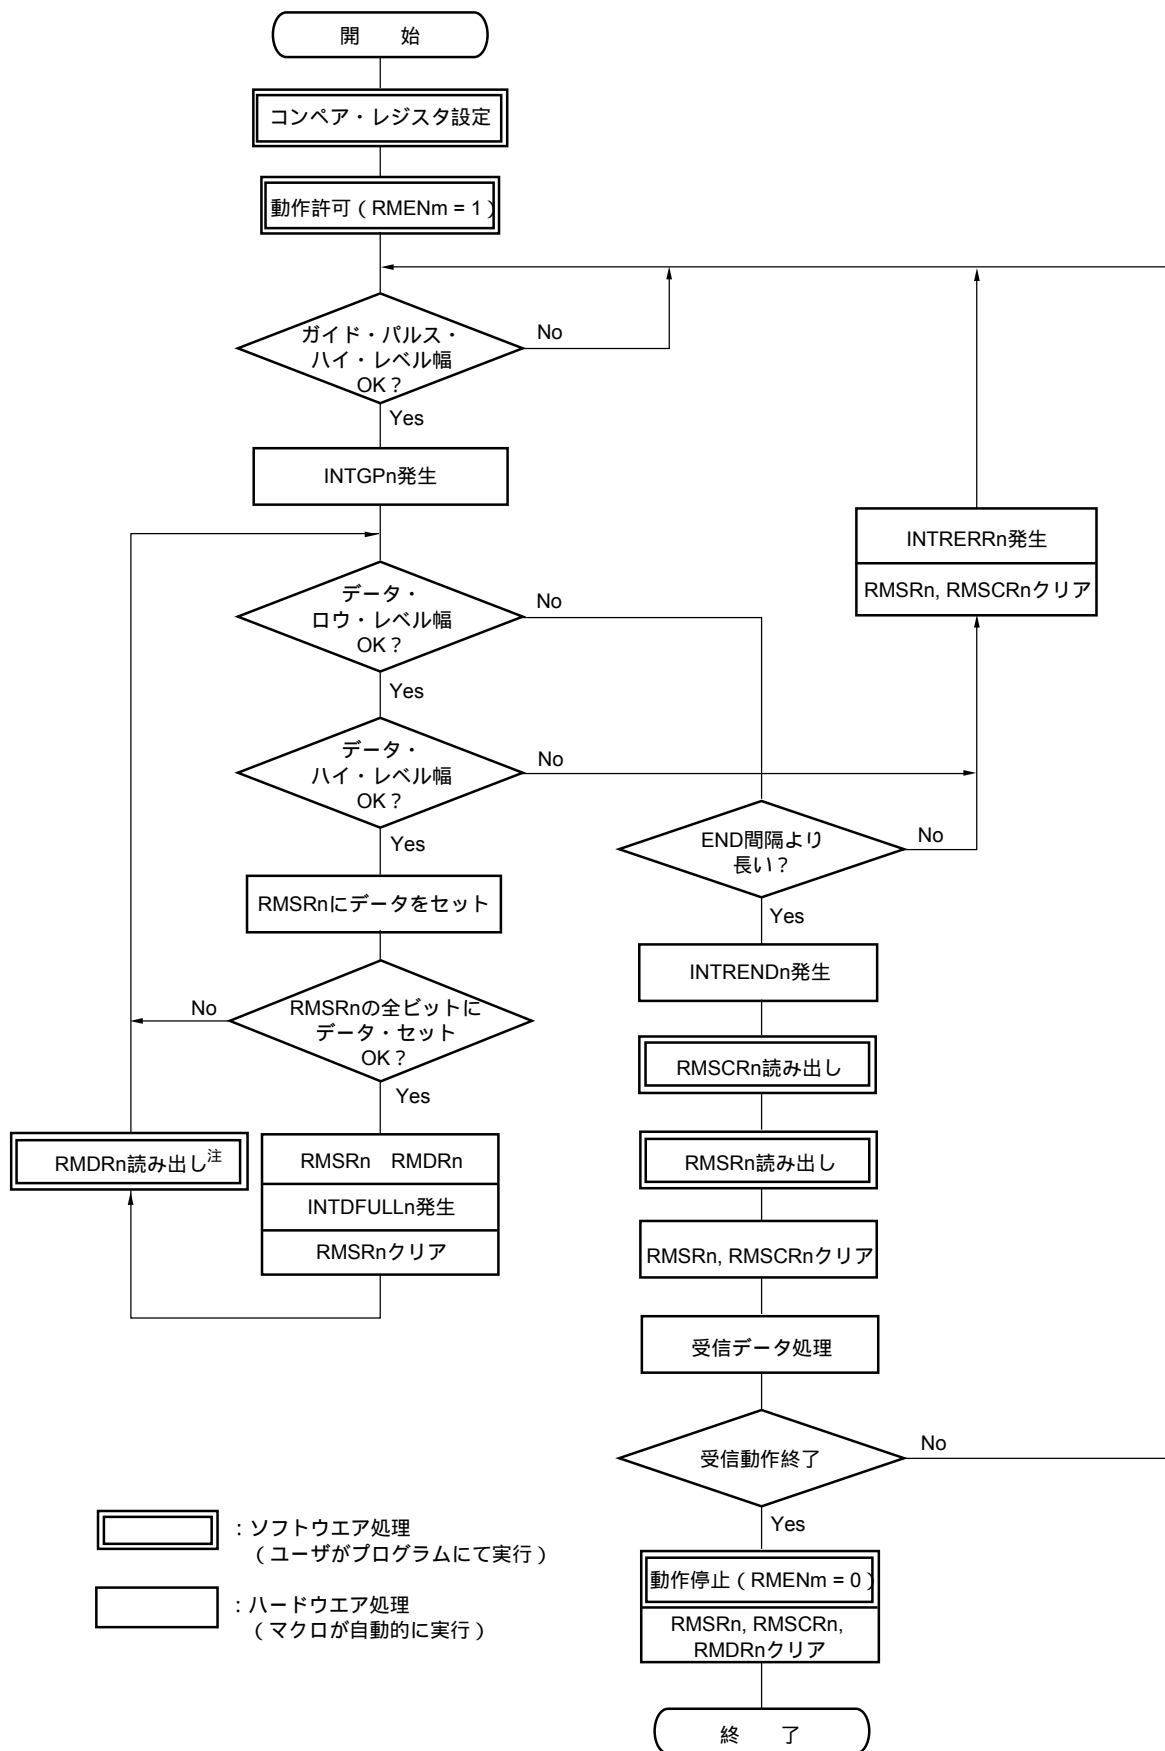 開　始
コンペア・レジスタ設定
動作許可（RMENm = 1）
ガイド・パルス・
ハイ・レベル幅
OK？
No
Yes
INTGPn発生
INTRERRn発生
RMSRn, RMSCRnクリア
データ・
ロウ・レベル幅
OK？
No
Yes
データ・
ハイ・レベル幅
OK？
No
Yes
END間隔より
長い？
No
Yes
RMSRnにデータをセット
INTRENDn発生
RMSRnの全ビットに
データ・セット
OK？
No
Yes
RMSCRn読み出し
RMDRn読み出し注
RMSRn　RMDRn
INTDFULLn発生
RMSRnクリア
RMSRn読み出し
RMSRn, RMSCRnクリア
受信データ処理
受信動作終了
No
Yes
動作停止（RMENm = 0）
RMSRn, RMSCRn,
RMDRnクリア
終　了
：ソフトウエア処理
（ユーザがプログラムにて実行）
：ハードウエア処理
（マクロが自動的に実行）